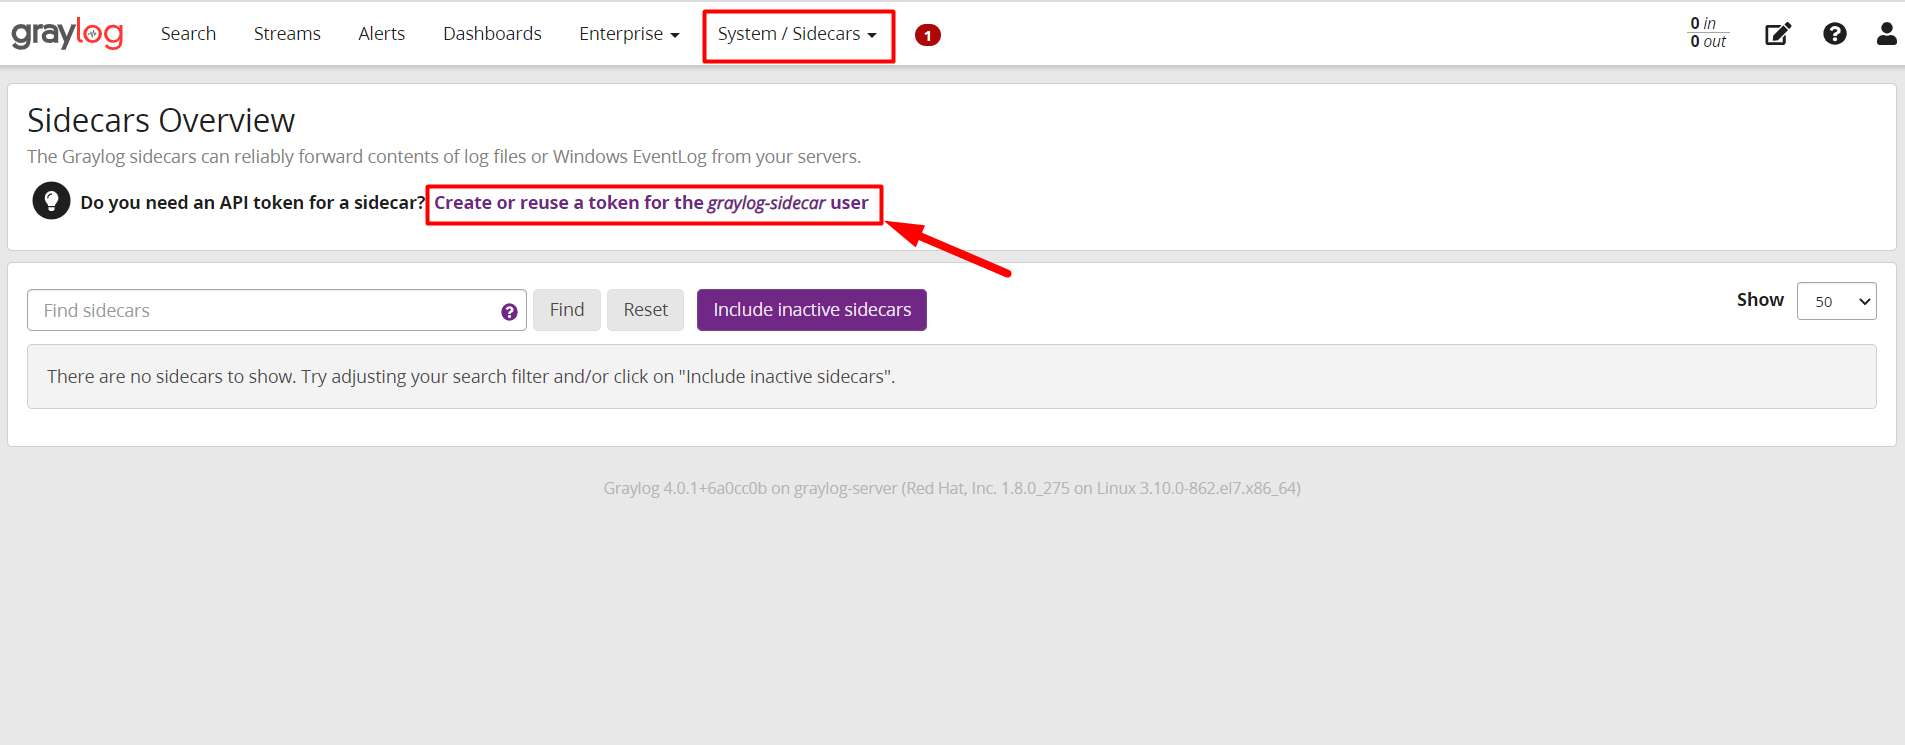 graylog Search Streams Alerts Dashboards Enterprise System / Sidecars 1 0 in
0 out
Sidecars Overview
The Graylog sidecars can reliably forward contents of log files or Windows EventLog from your servers.
Do you need an API token for a sidecar? Create or reuse a token for the graylog-sidecar user
Find sidecars ? Find Reset Include inactive sidecars Show 50
There are no sidecars to show. Try adjusting your search filter and/or click on "Include inactive sidecars".
Graylog 4.0.1+6a0cc0b on graylog-server (Red Hat, Inc. 1.8.0_275 on Linux 3.10.0-862.el7.x86_64)